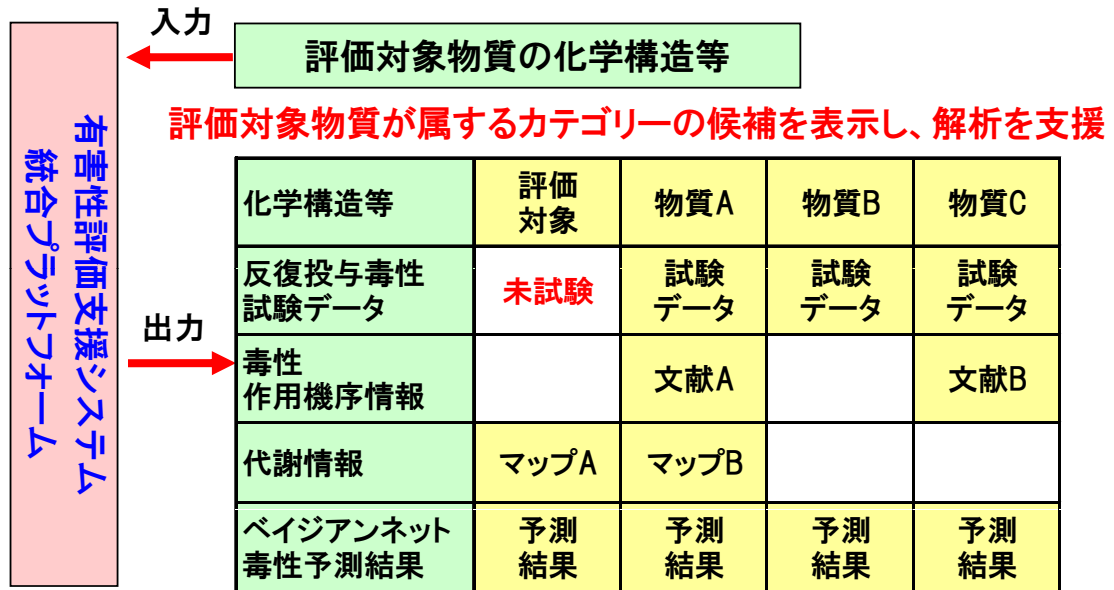 入力
評価対象物質の化学構造等
評価対象物質が属するカテゴリーの候補を表示し、解析を支援
有害性評価支援システム
統合プラットフォーム
出力
化学構造等
評価
対象
物質A
物質B
物質C
反復投与毒性
試験データ
未試験
試験
データ
試験
データ
試験
データ
毒性
作用機序情報
文献A
文献B
代謝情報
マップA
マップB
ベイジアンネット
毒性予測結果
予測
結果
予測
結果
予測
結果
予測
結果